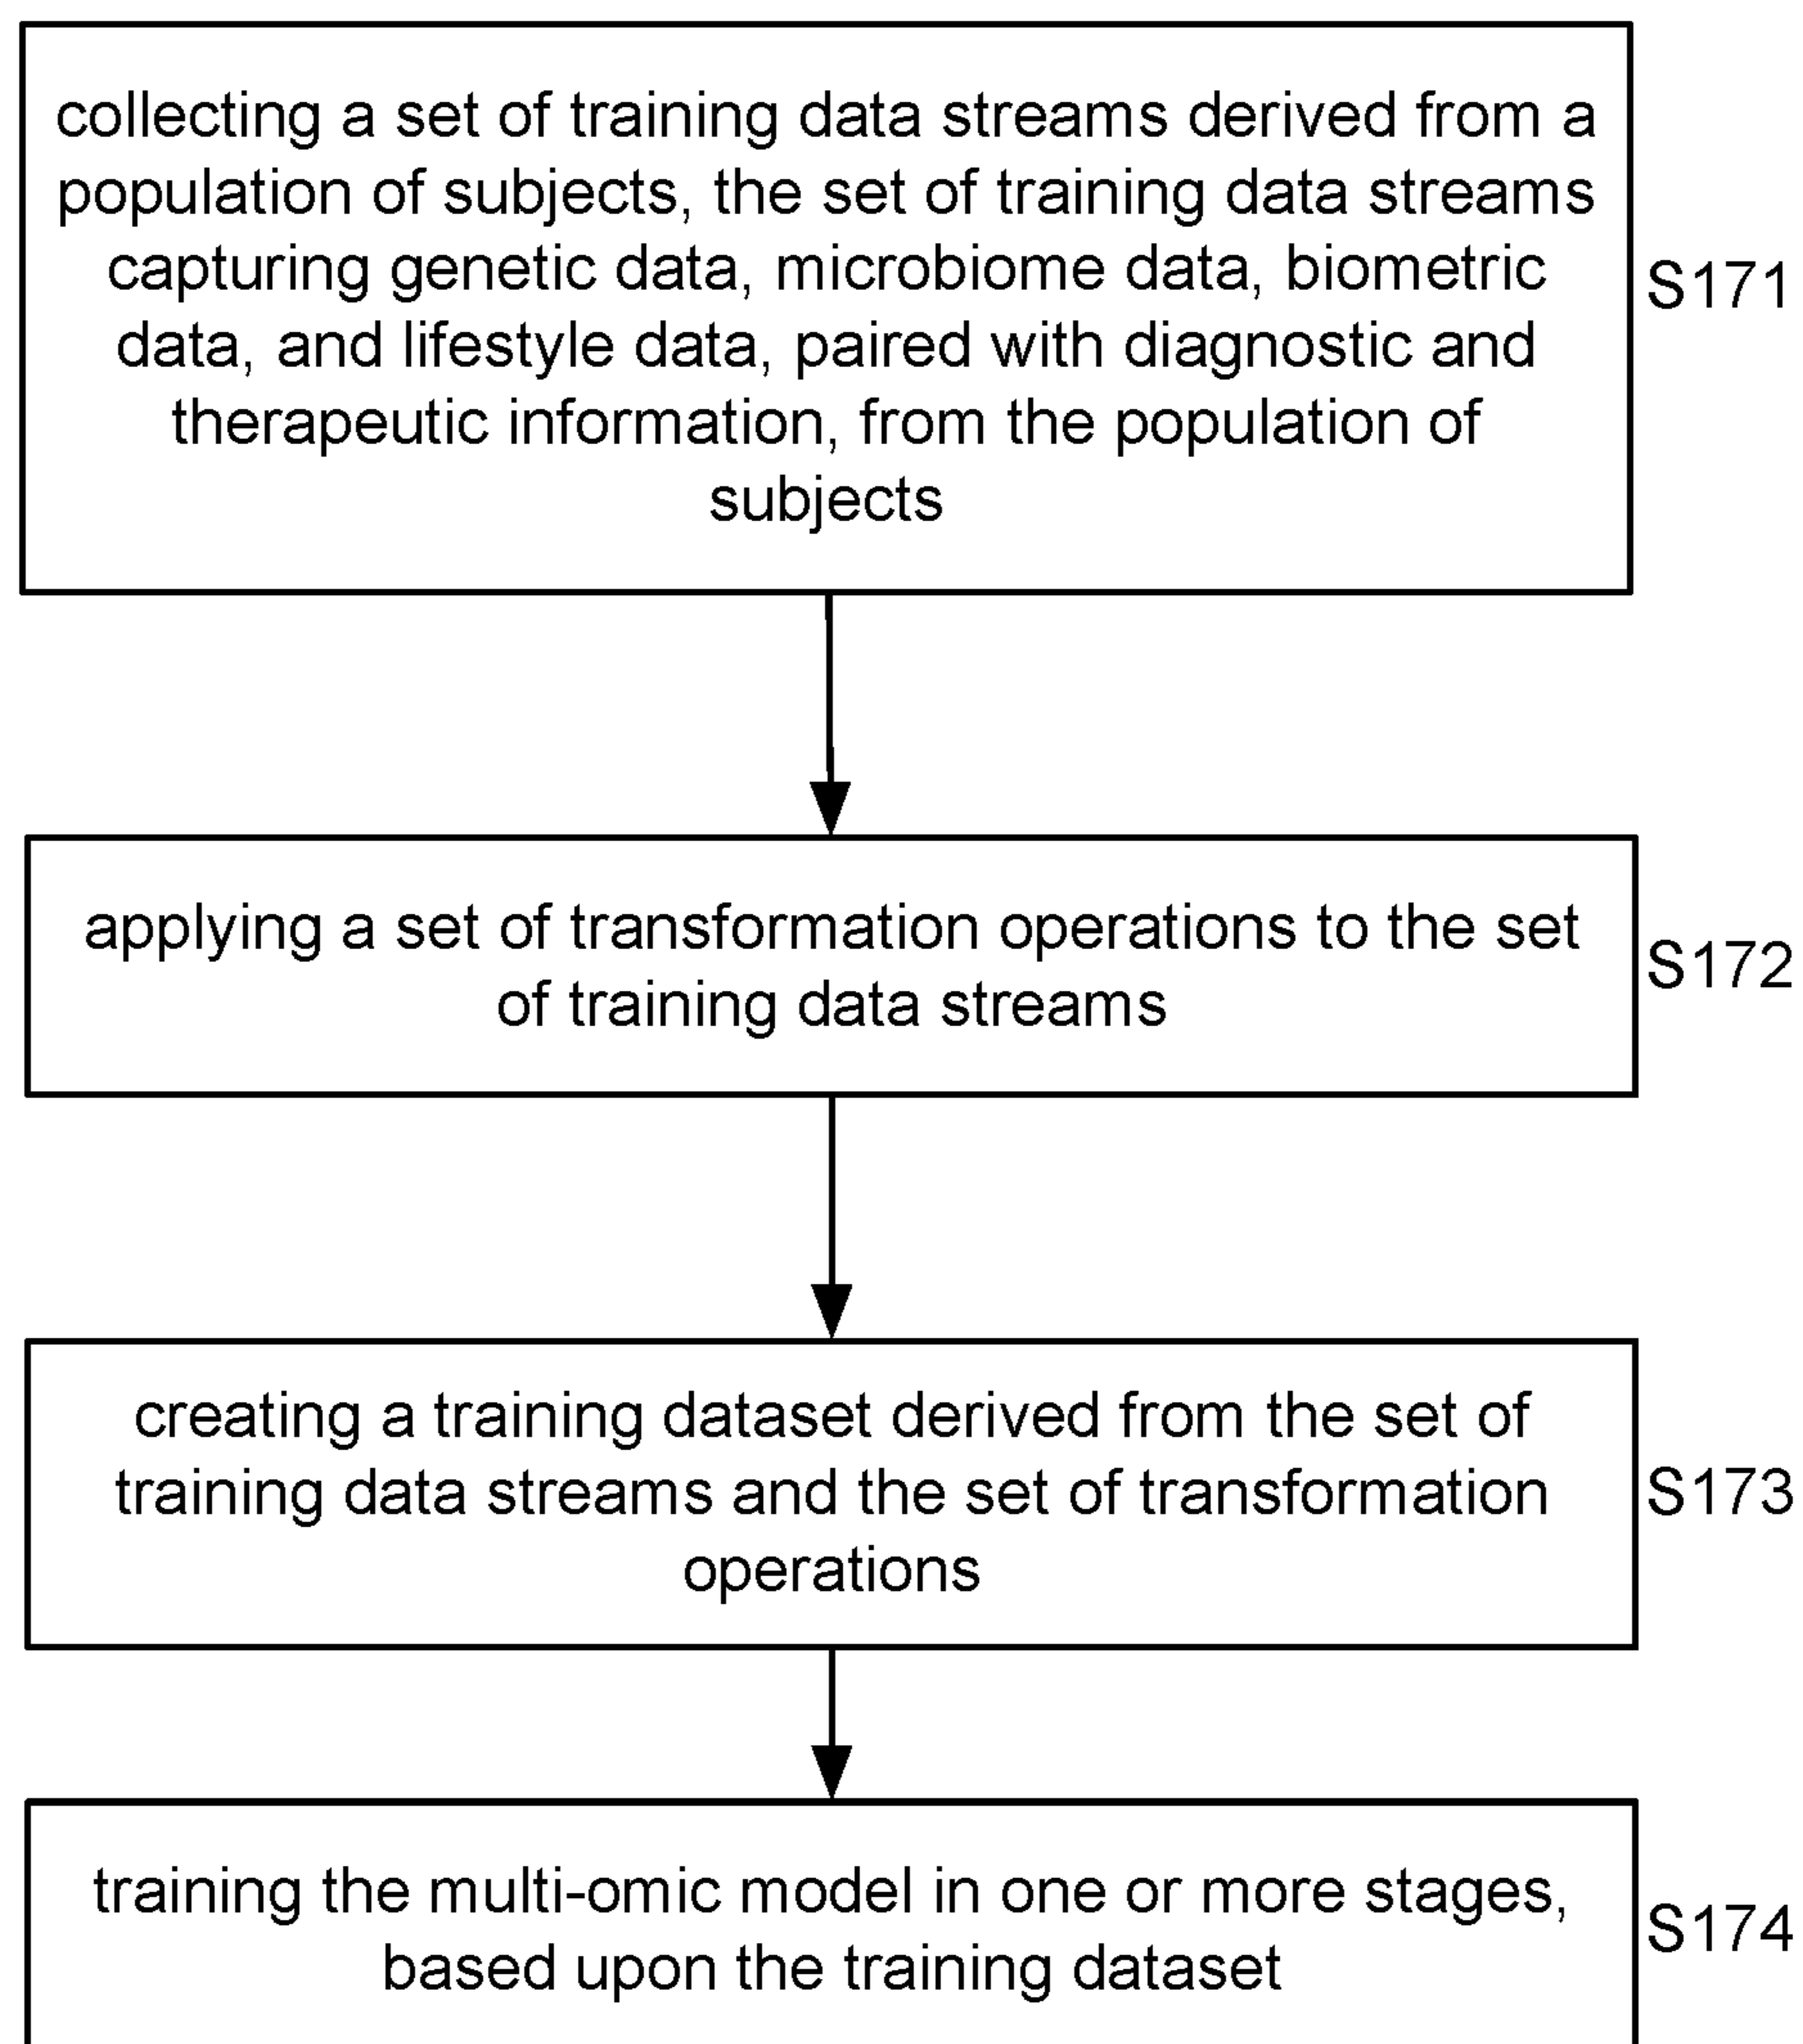 collecting a set of training data streams derived from a
population of subjects, the set of training data streams
capturing genetic data, microbiome data, biometric
data, and lifestyle data, paired with diagnostic and
therapeutic information, from the population of
subjects
S171
applying a set of transformation operations to the set
of training data streams
S172
creating a training dataset derived from the set of
training data streams and the set of transformation
operations
S173
training the multi-omic model in one or more stages,
based upon the training dataset
S174